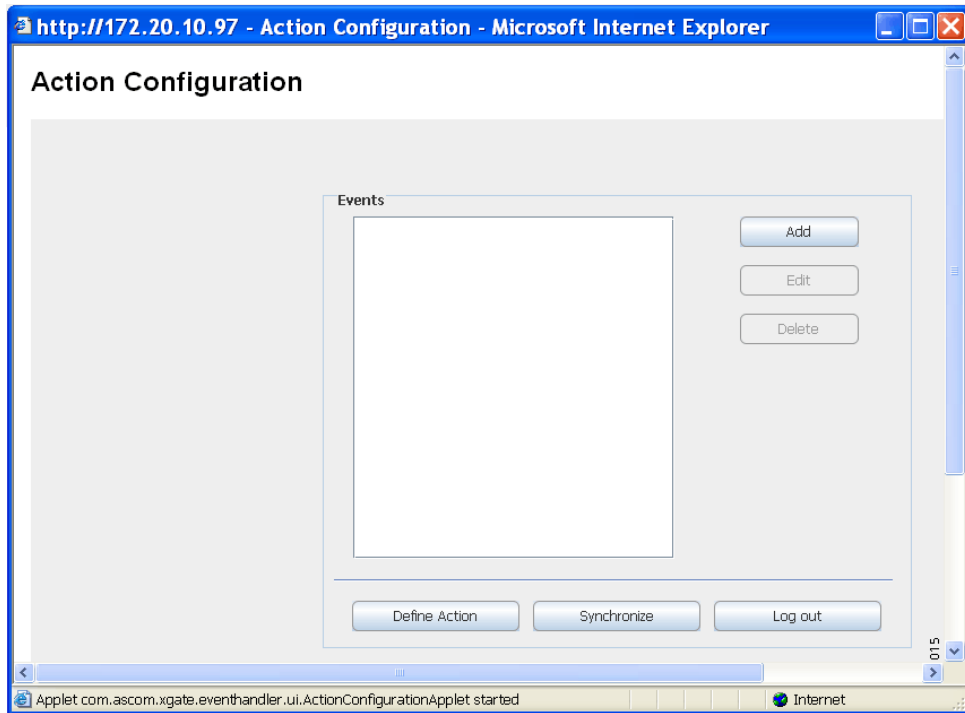 http://172.20.10.97 - Action Configuration - Microsoft Internet Explorer
Action Configuration
Events
Add
Edit
Delete
Define Action
Synchronize
Log out
015
Applet com.ascom.xgate.eventhandler.ui.ActionConfigurationApplet started
Internet